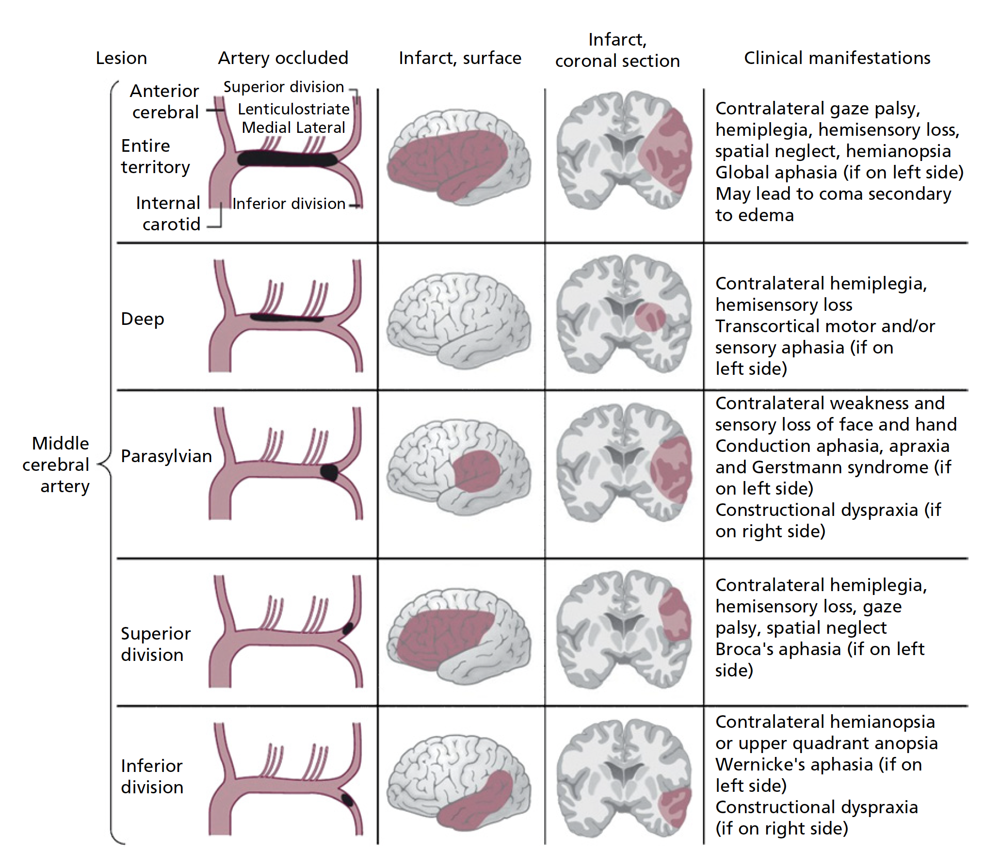 Lesion
Artery occluded
Infarct, surface
Infarct,
coronal section
Clinical manifestations
Middle
cerebral
artery
Anterior
cerebral
Superior division
Lenticulostriate
Medial Lateral
Entire
territory
Internal
carotid
Inferior division
Contralateral gaze palsy,
hemiplegia, hemisensory loss,
spatial neglect, hemianopsia
Global aphasia (if on left side)
May lead to coma secondary
to edema
Deep
Contralateral hemiplegia,
hemisensory loss
Transcortical motor and/or
sensory aphasia (if on
left side)
Parasylvian
Contralateral weakness and
sensory loss of face and hand
Conduction aphasia, apraxia
and Gerstmann syndrome (if
on left side)
Constructional dyspraxia (if
on right side)
Superior
division
Contralateral hemiplegia,
hemisensory loss, gaze
palsy, spatial neglect
Broca's aphasia (if on left
side)
Inferior
division
Contralateral hemianopsia
or upper quadrant anopsia
Wernicke's aphasia (if on
left side)
Constructional dyspraxia
(if on right side)